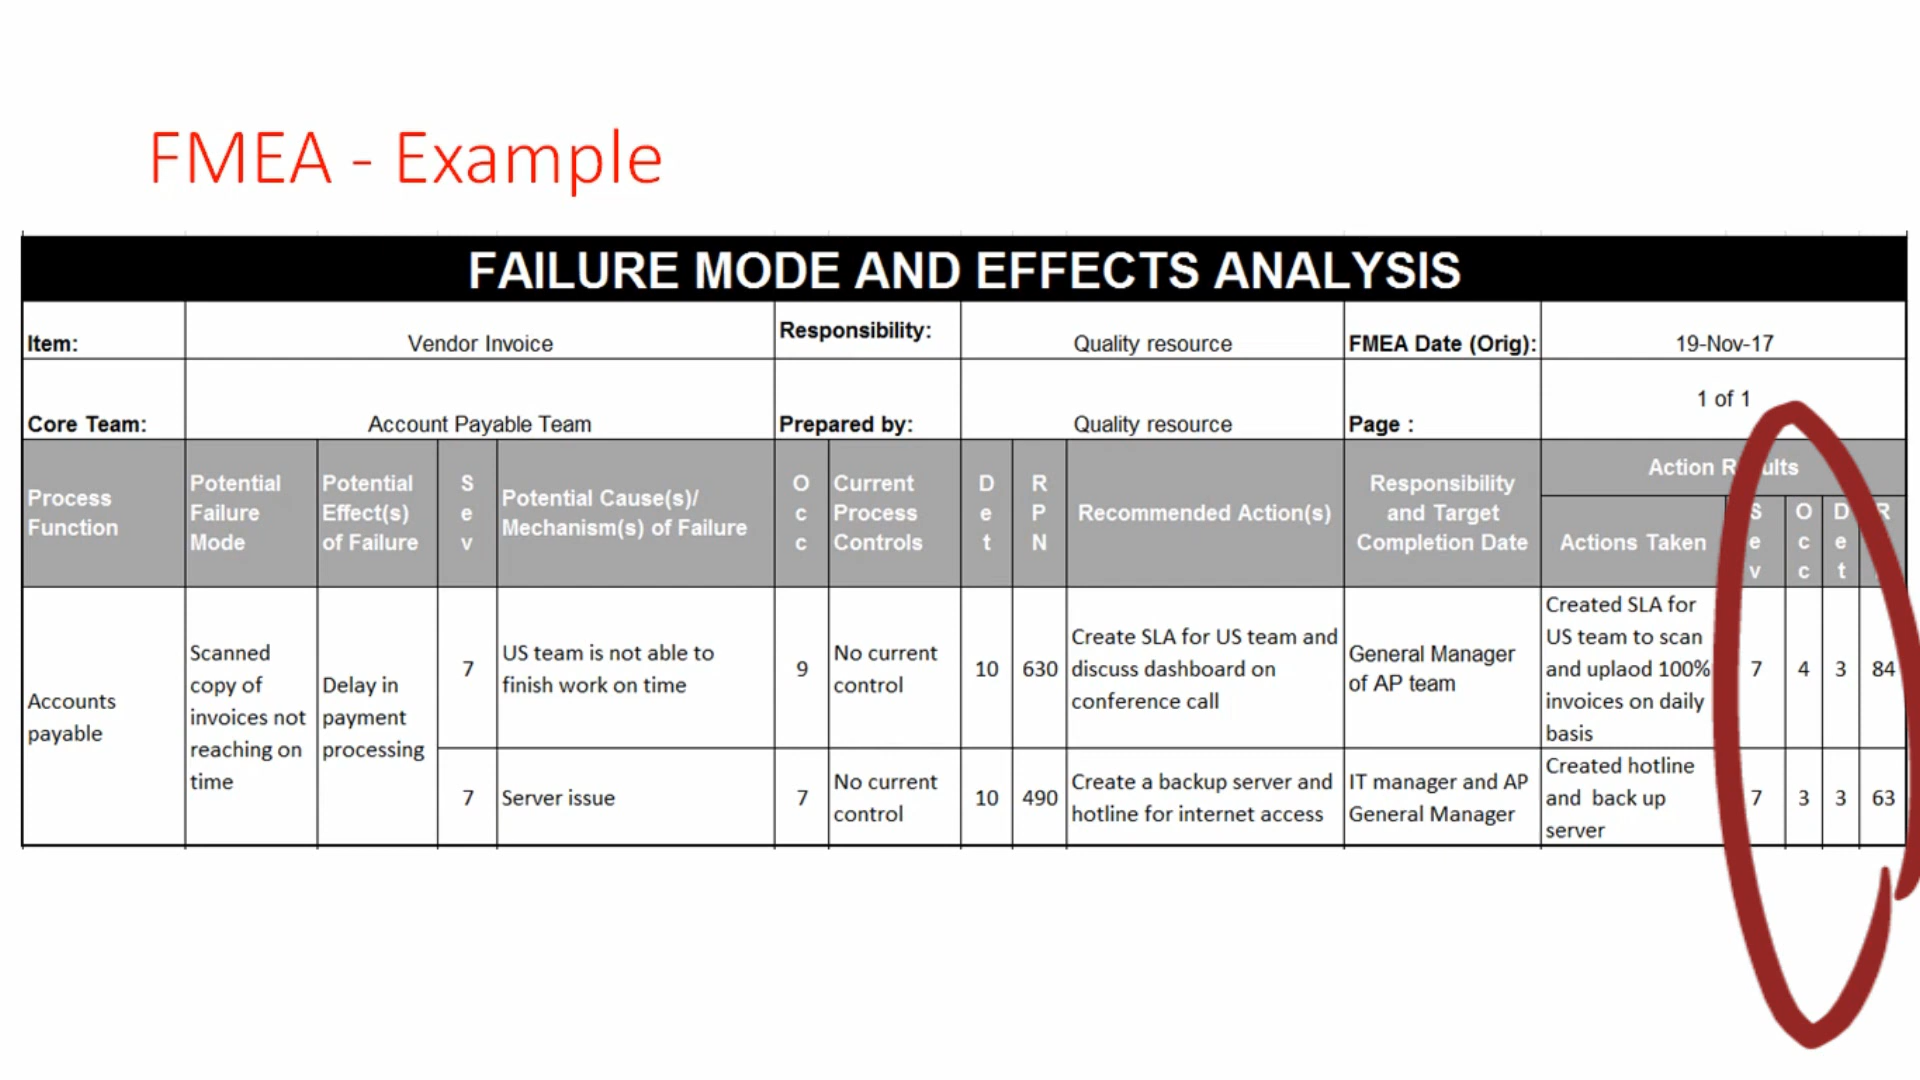 FMEA - Example
FAILURE MODE AND EFFECTS ANALYSIS
Item:
Vendor Invoice
Responsibility:
Quality resource
FMEA Date (Orig):
19-Nov-17
Core Team:
Account Payable Team
Prepared by:
Quality resource
Page :
1 of 1
Process
Function
Potential
Failure
Mode
Potential
Effect(s)
of Failure
Sev
Potential Cause(s)/
Mechanism(s) of Failure
Occ
Current
Process
Controls
Det
RPN
Recommended Action(s)
Responsibility
and Target
Completion Date
Action Results
Actions Taken
Sev
Occ
Det
R
Accounts
payable
Scanned
copy of
invoices not
reaching on
time
Delay in
payment
processing
7
US team is not able to
finish work on time
9
No current
control
10
630
Create SLA for US team and
discuss dashboard on
conference call
General Manager
of AP team
Created SLA for
US team to scan
and uplaod 100%
invoices on daily
basis
7
4
3
84
7
Server issue
7
No current
control
10
490
Create a backup server and
hotline for internet access
IT manager and AP
General Manager
Created hotline
and back up
server
7
3
3
63